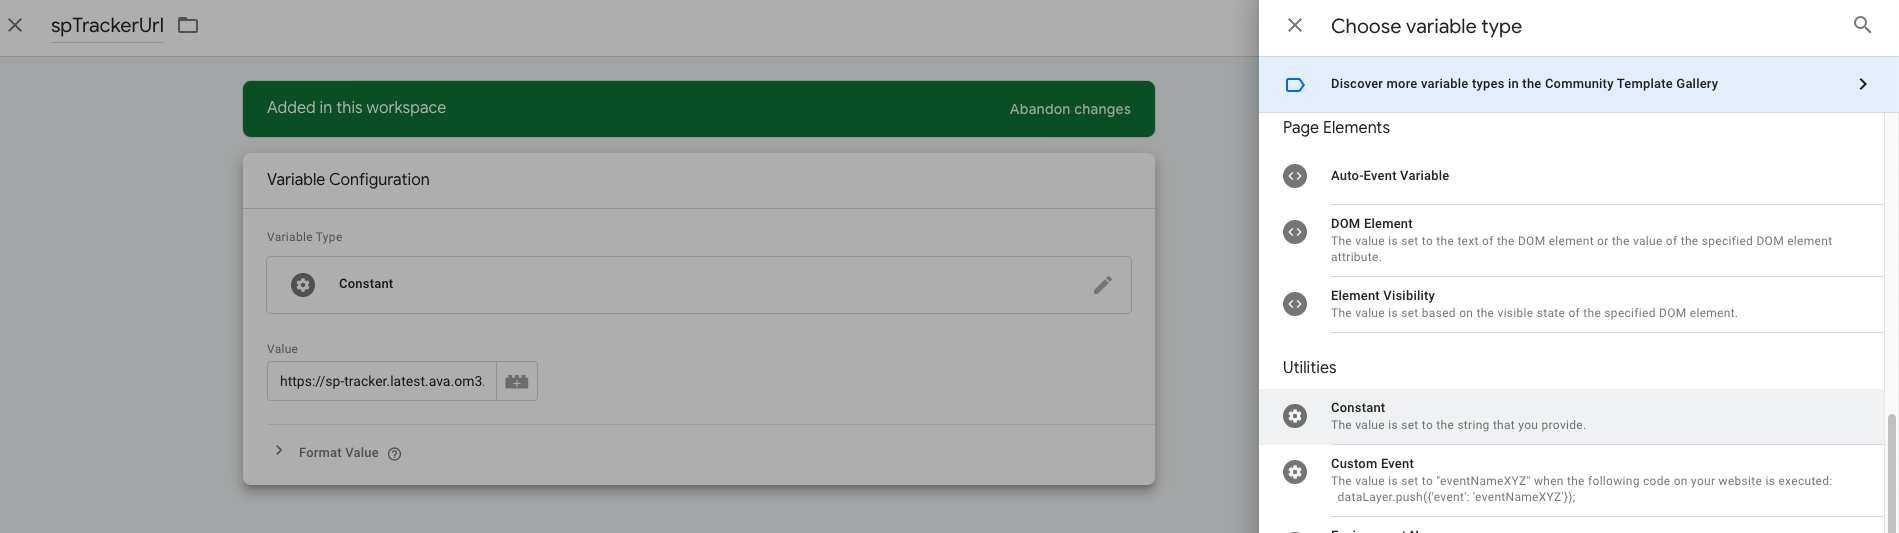 spTrackerUrl
Added in this workspace
Abandon changes
Variable Configuration
Variable Type
Constant
Value
https://sp-tracker.latest.ava.om3.
Format Value
Choose variable type
Discover more variable types in the Community Template Gallery
Page Elements
Auto-Event Variable
DOM Element
The value is set to the text of the DOM element or the value of the specified DOM element
attribute.
Element Visibility
The value is set based on the visible state of the specified DOM element.
Utilities
Constant
The value is set to the string that you provide.
Custom Event
The value is set to "eventNameXYZ" when the following code on your website is executed:
dataLayer.push({'event': 'eventNameXYZ'});